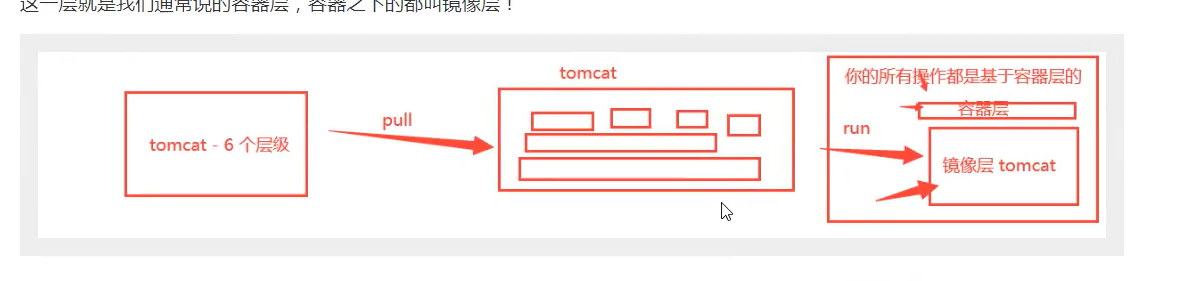 这一层就是我们通常说的容器层，容器之下的都叫镜像层！
tomcat
你的所有操作都是基于容器层的
容器层
pull
run
tomcat - 6 个层级
镜像层 tomcat